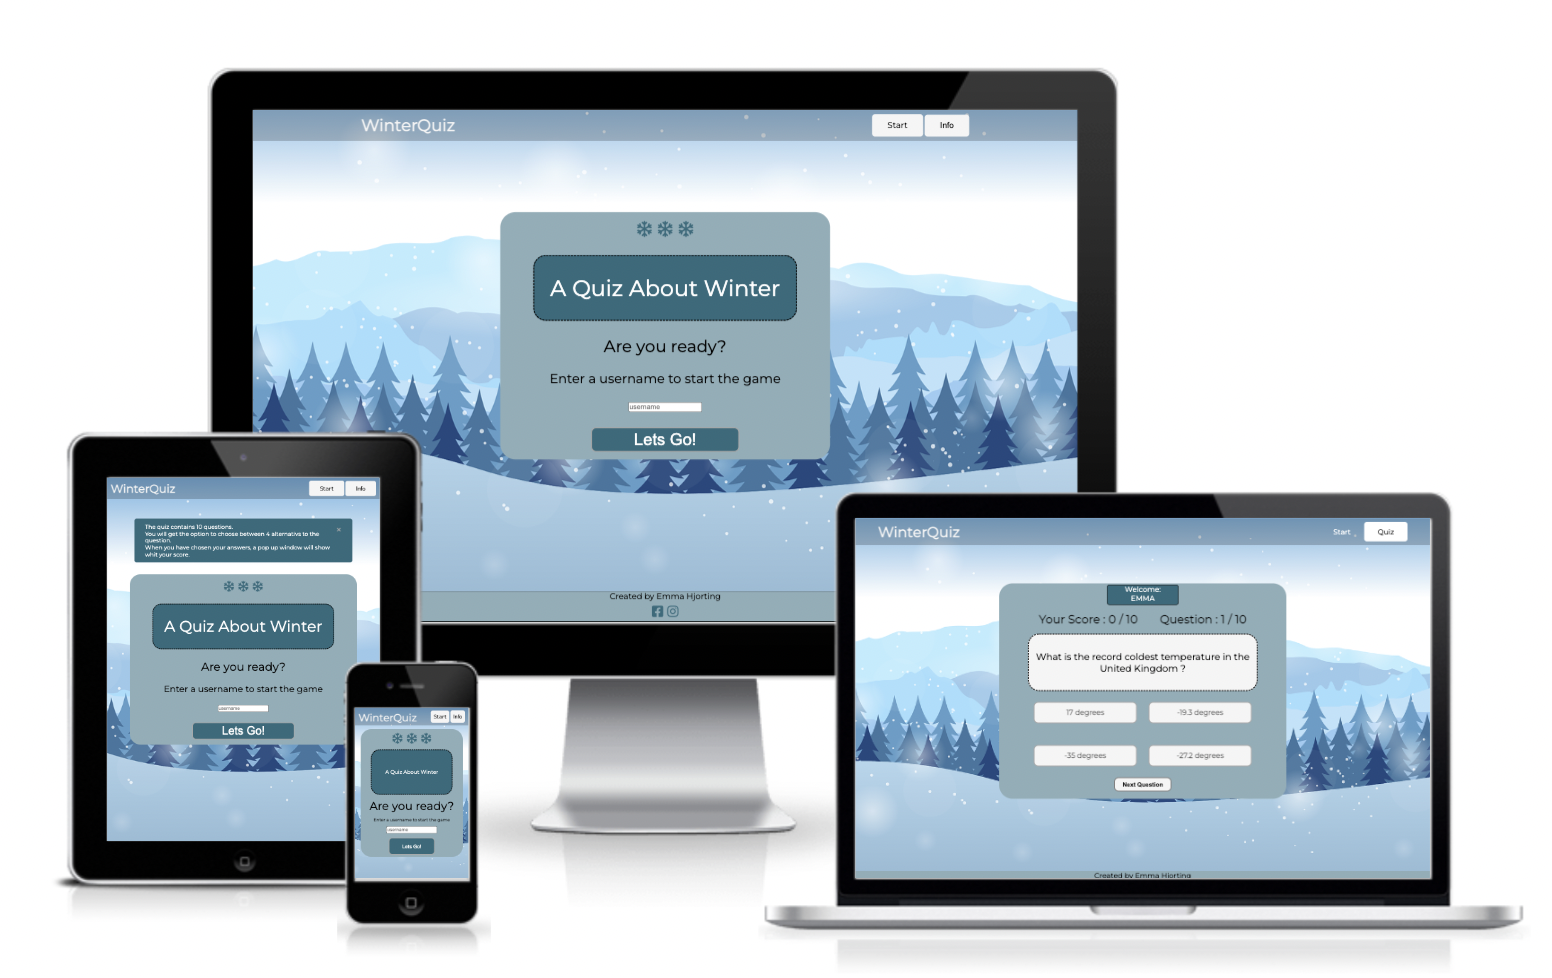 WinterQuiz
Start
Info
A Quiz About Winter
Are you ready?
Enter a username to start the game
username
Lets Go!
Created by Emma Hjorting
WinterQuiz
Start
Info
The quiz contains 10 questions.
You will get the option to choose between 4 alternativs to the
question.
When you have chosen your answers, a pop up window will show
whit your score.
×
A Quiz About Winter
Are you ready?
Enter a username to start the game
username
Lets Go!
WinterQuiz
Start
Info
A Quiz About Winter
Are you ready?
Enter a username to start the game
username
Lets Go!
WinterQuiz
Start
Quiz
Welcome:
EMMA
Your Score : 0 / 10
Question : 1 / 10
What is the record coldest temperature in the
United Kingdom ?
17 degrees
-19.3 degrees
-35 degrees
-27.2 degrees
Next Question
Created by Emma Hjorting